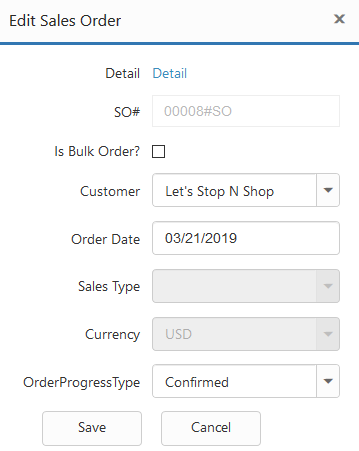 Edit Sales Order ×
Detail Detail
SO# 00008#SO
Is Bulk Order?
Customer Let's Stop N Shop
Order Date 03/21/2019
Sales Type
Currency USD
OrderProgressType Confirmed
Save Cancel